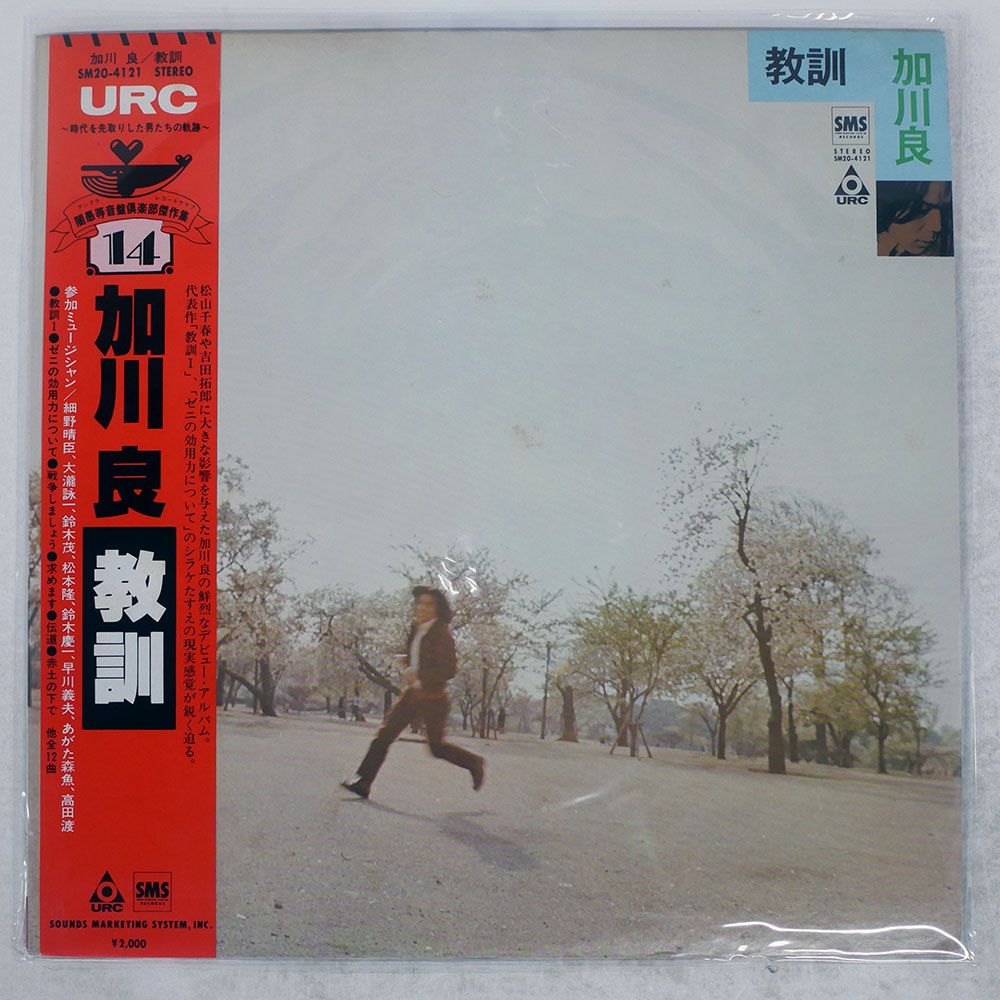 加川 良／教訓
SM20-4121 STEREO
URC
～時代を先取りした男たちの軌跡～
アングラ レコードクラブ
闇愚等音盤倶楽部傑作集
14
加川良
教訓
松山千春や吉田拓郎に大きな影響を与えた加川良の鮮烈なデビュー・アルバム。
代表作「教訓Ⅰ」、「ゼニの効用力について」のシラケたすえの現実感覚が鋭く迫る。
参加ミュージシャン／細野晴臣、大瀧詠一、鈴木茂、松本隆、鈴木慶一、早川義夫、あがた森魚、高田渡
●教訓Ⅰ●ゼニの効用力について●戦争しましょう●求めます●伝道●赤土の下で 他全12曲
URC
SMS
RECORDS
SOUNDS MARKETING SYSTEM, INC.
¥2,000
教訓
加川良
SMS
RECORDS
STEREO
SM20-4121
URC